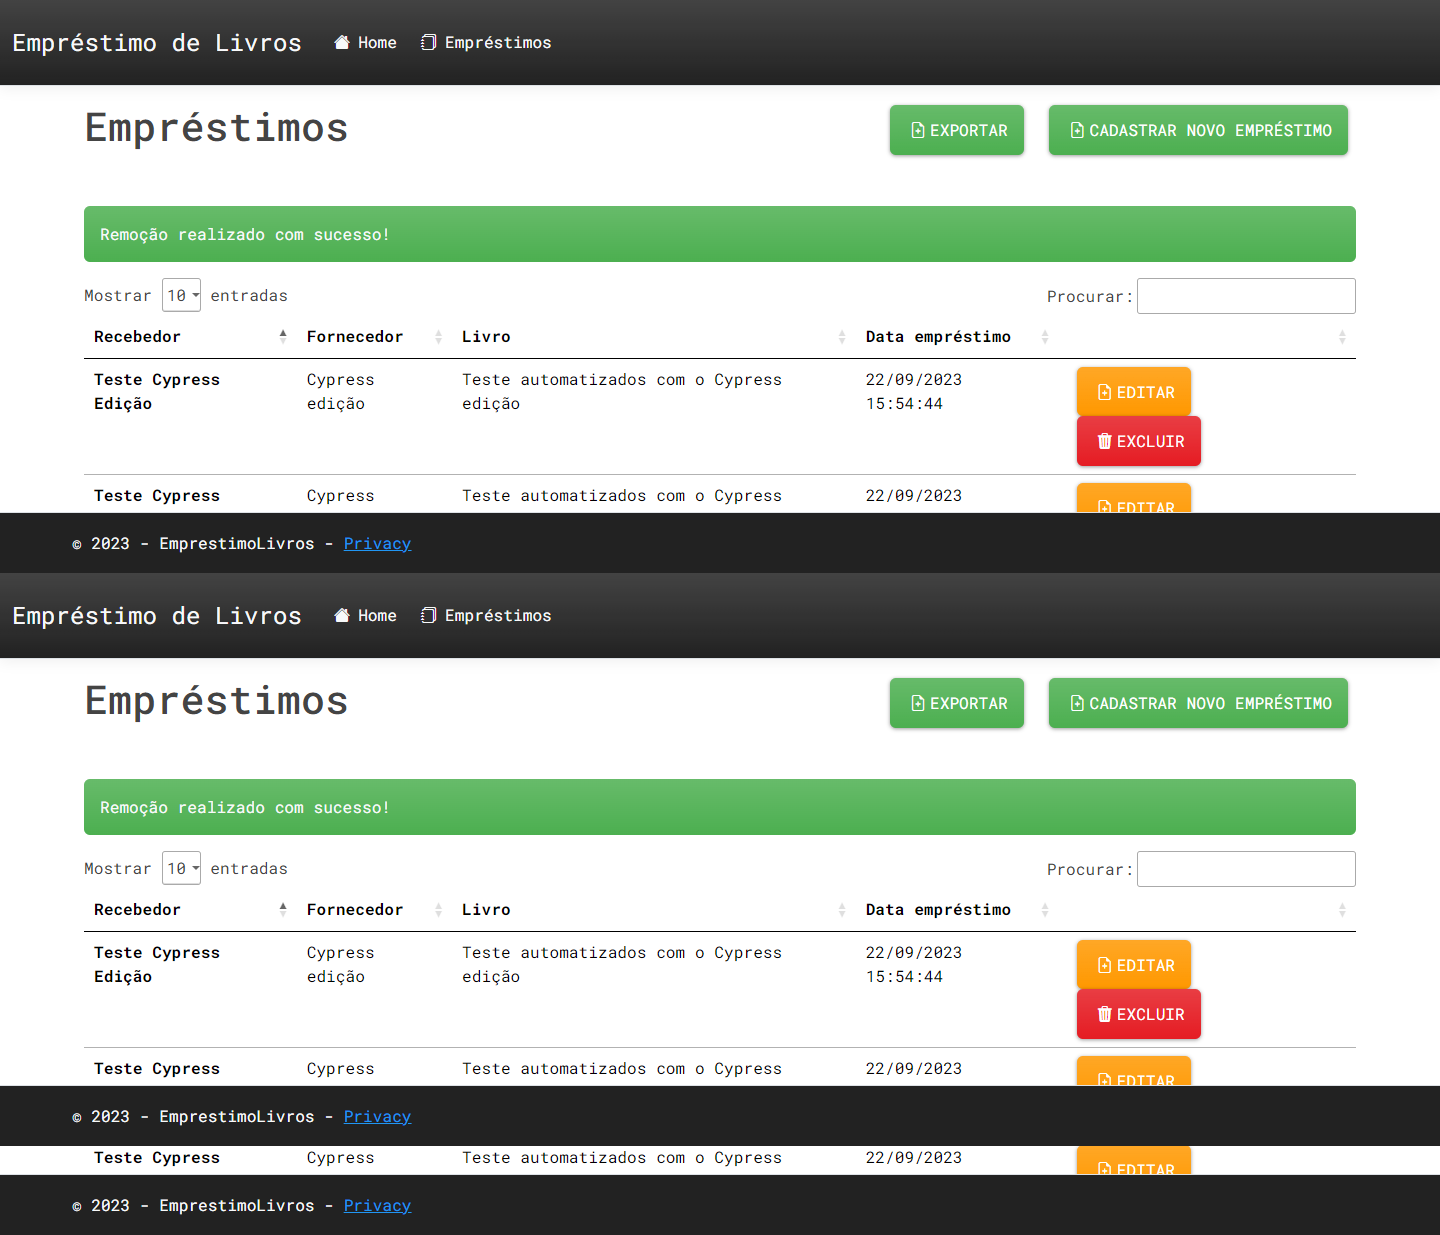 Empréstimo de Livros Home Empréstimos
Empréstimos EXPORTAR CADASTRAR NOVO EMPRÉSTIMO
Remoção realizado com sucesso!
Mostrar 10 entradas Procurar:
Recebedor Fornecedor Livro Data empréstimo
Teste Cypress Cypress Teste automatizados com o Cypress 22/09/2023 EDITAR
Edição edição edição 15:54:44
EXCLUIR
Teste Cypress Cypress Teste automatizados com o Cypress 22/09/2023 EDITAR
© 2023 - EmprestimoLivros - Privacy
Empréstimo de Livros Home Empréstimos
Empréstimos EXPORTAR CADASTRAR NOVO EMPRÉSTIMO
Remoção realizado com sucesso!
Mostrar 10 entradas Procurar:
Recebedor Fornecedor Livro Data empréstimo
Teste Cypress Cypress Teste automatizados com o Cypress 22/09/2023 EDITAR
Edição edição edição 15:54:44
EXCLUIR
Teste Cypress Cypress Teste automatizados com o Cypress 22/09/2023 EDITAR
© 2023 - EmprestimoLivros - Privacy
Teste Cypress Cypress Teste automatizados com o Cypress 22/09/2023 EDITAR
© 2023 - EmprestimoLivros - Privacy